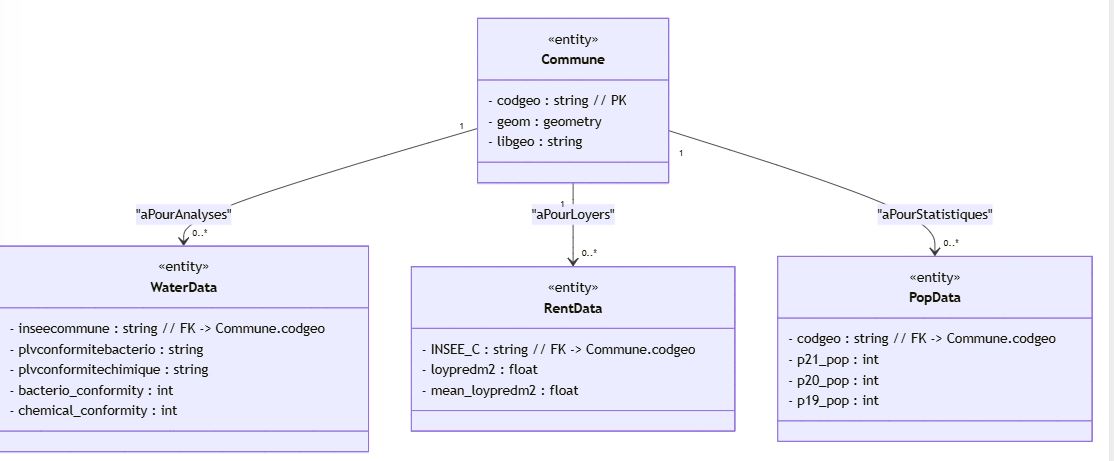 «entity»
Commune
- codgeo : string // PK
- geom : geometry
- libgeo : string
1
1
1
"aPourAnalyses"
"aPourLoyers"
"aPourStatistiques"
0..*
0..*
0..*
«entity»
WaterData
- inseecommune : string // FK -> Commune.codgeo
- plvconformitebacterio : string
- plvconformitechimique : string
- bacterio_conformity : int
- chemical_conformity : int
«entity»
RentData
- INSEE_C : string // FK -> Commune.codgeo
- loypredm2 : float
- mean_loypredm2 : float
«entity»
PopData
- codgeo : string // FK -> Commune.codgeo
- p21_pop : int
- p20_pop : int
- p19_pop : int